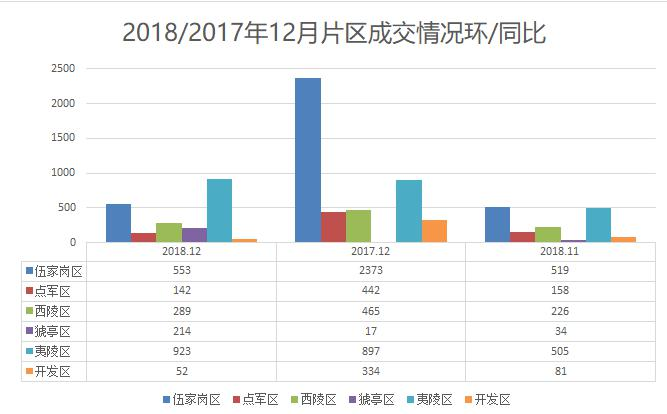 2018/2017年12月片区成交情况环/同比
2500
2000
1500
1000
500
0
2018.12 2017.12 2018.11
伍家岗区 553 2373 519
点军区 142 442 158
西陵区 289 465 226
猇亭区 214 17 34
夷陵区 923 897 505
开发区 52 334 81
伍家岗区 点军区 西陵区 猇亭区 夷陵区 开发区